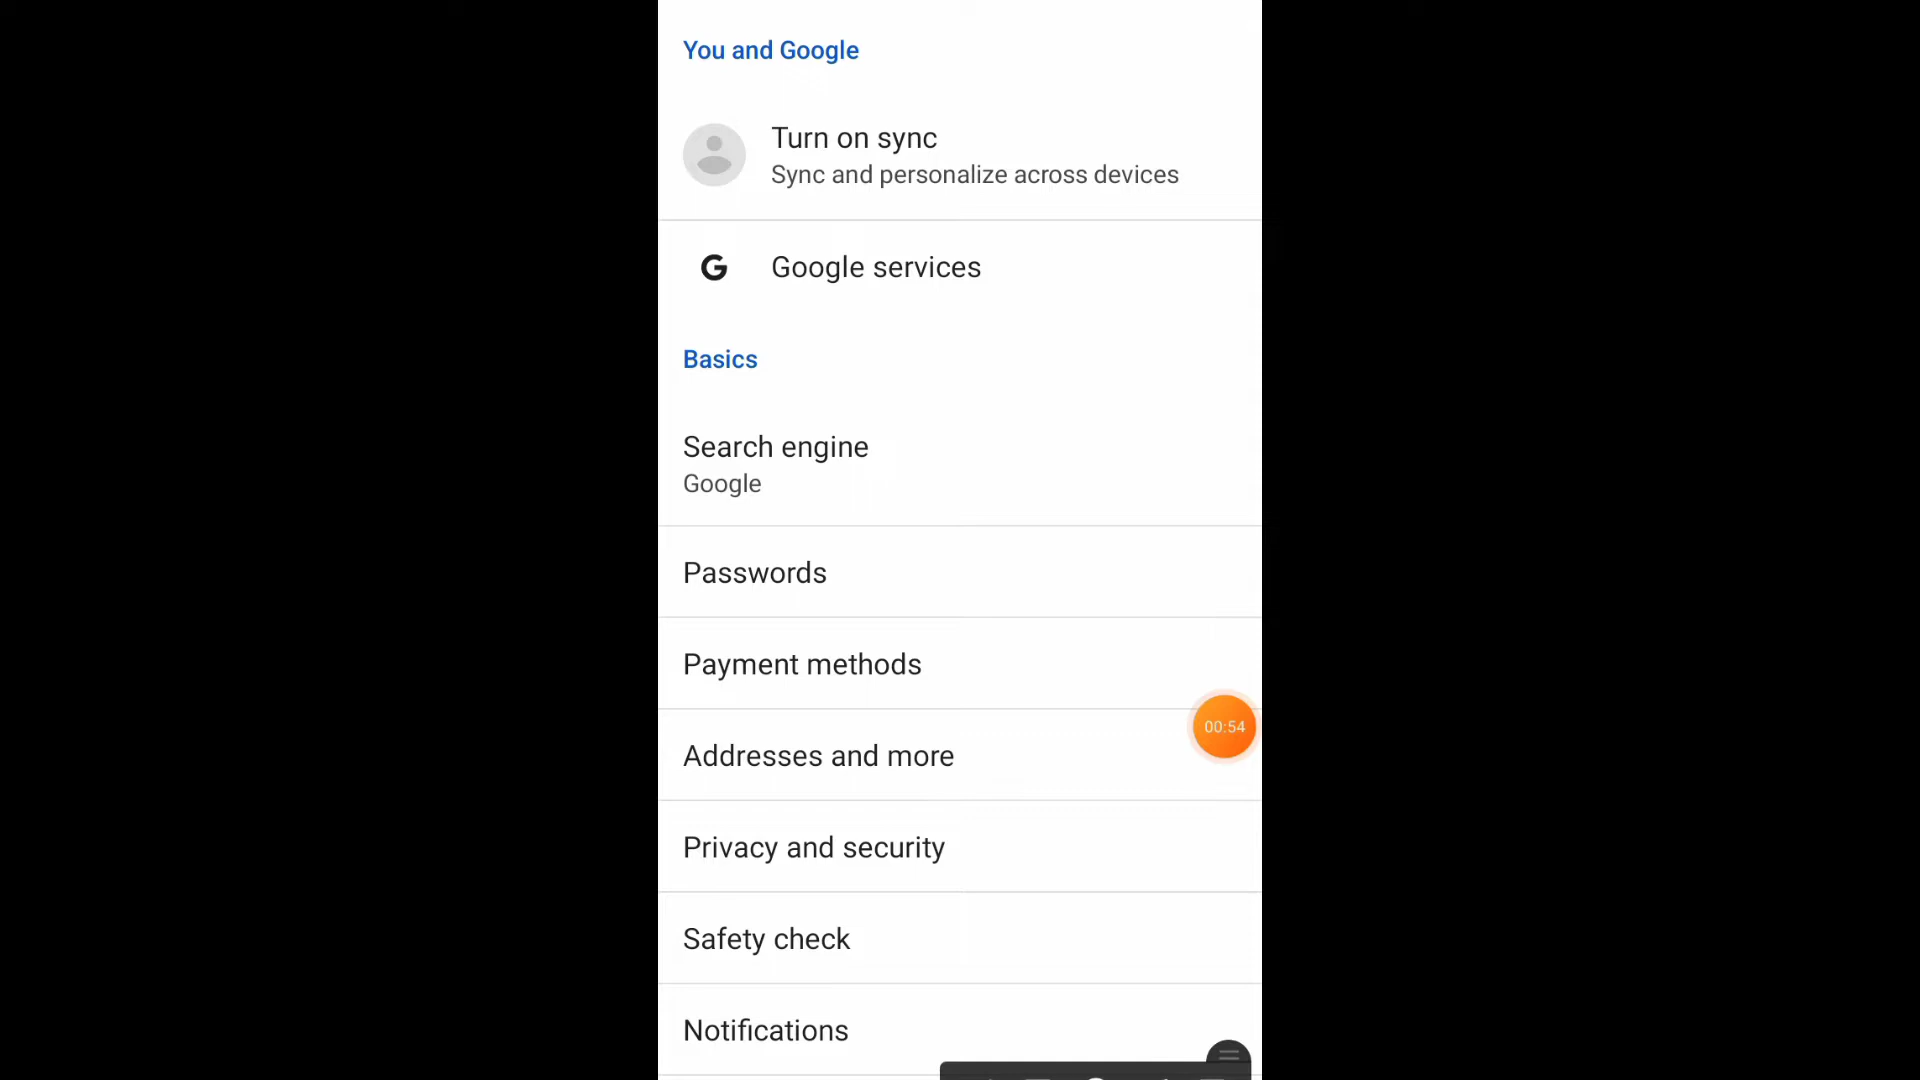 You and Google
Turn on sync
Sync and personalize across devices
Google services
Basics
Search engine
Google
Passwords
Payment methods
00:54
Addresses and more
Privacy and security
Safety check
Notifications